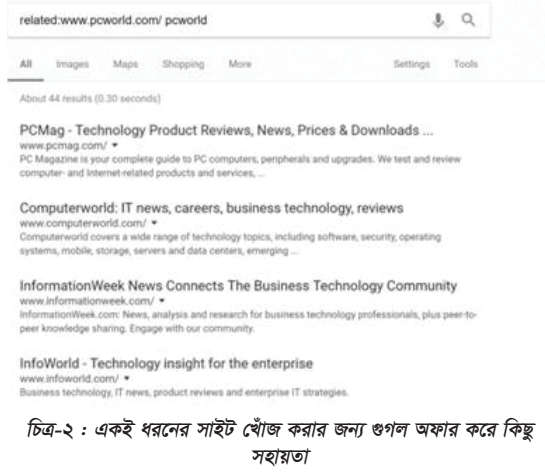 related:www.pcworld.com/ pcworld
All Images Maps Shopping More Settings Tools
About 44 results (0.30 seconds)
PCMag - Technology Product Reviews, News, Prices & Downloads ...
www.pcmag.com/
PC Magazine is your complete guide to PC computers, peripherals and upgrades. We test and review
computer- and Internet-related products and services, ...
Computerworld: IT news, careers, business technology, reviews
www.computerworld.com/
Computerworld covers a wide range of technology topics, including software, security, operating
systems, mobile, storage, servers and data centers, emerging ...
InformationWeek News Connects The Business Technology Community
www.informationweek.com/
InformationWeek.com: News, analysis and research for business technology professionals, plus peer-to-
peer knowledge sharing. Engage with our community.
InfoWorld - Technology insight for the enterprise
www.infoworld.com/
Business technology, IT news, product reviews and enterprise IT strategies.
চিত্র-২ : একই ধরনের সাইট খোঁজ করার জন্য গুগল অফার করে কিছু
সহায়তা